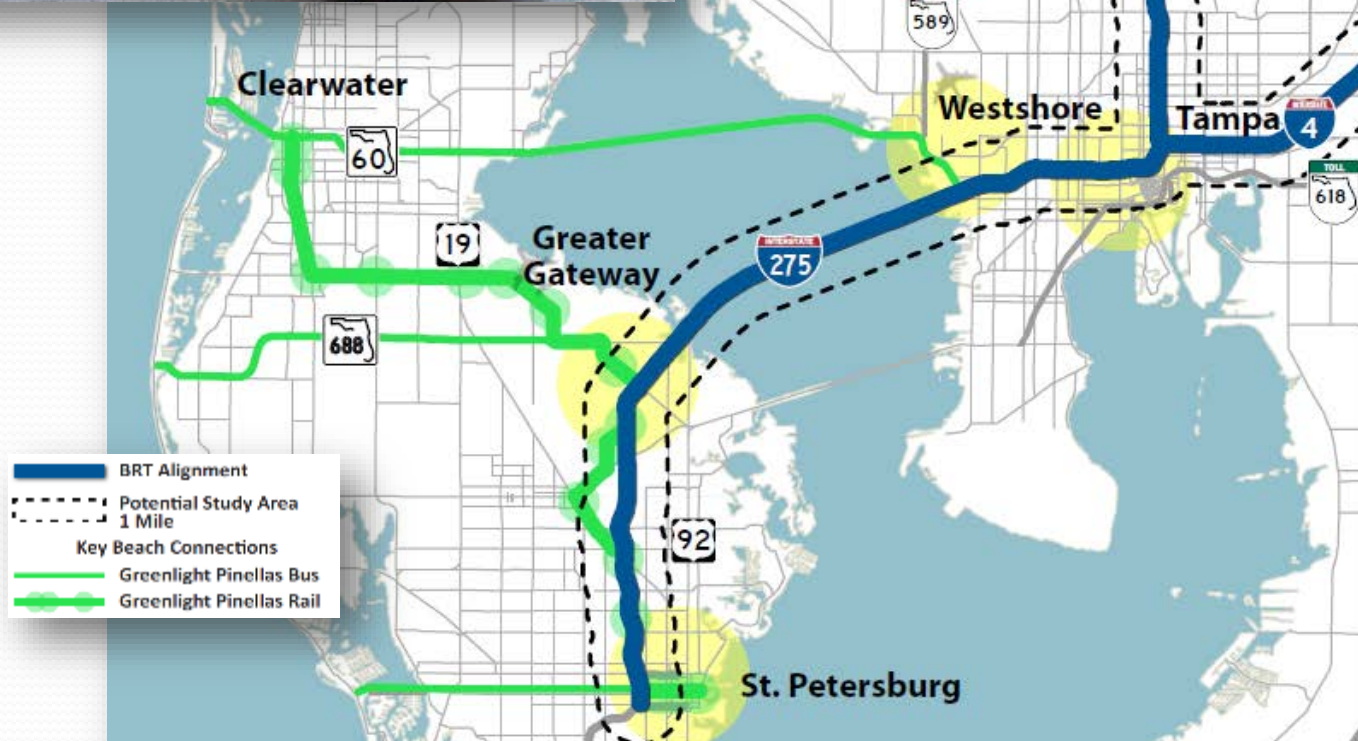 589
Clearwater
Westshore
Tampa
INTERSTATE
4
60
TOLL
618
19
Greater
Gateway
INTERSTATE
275
688
BRT Alignment
Potential Study Area
1 Mile
Key Beach Connections
Greenlight Pinellas Bus
Greenlight Pinellas Rail
92
St. Petersburg